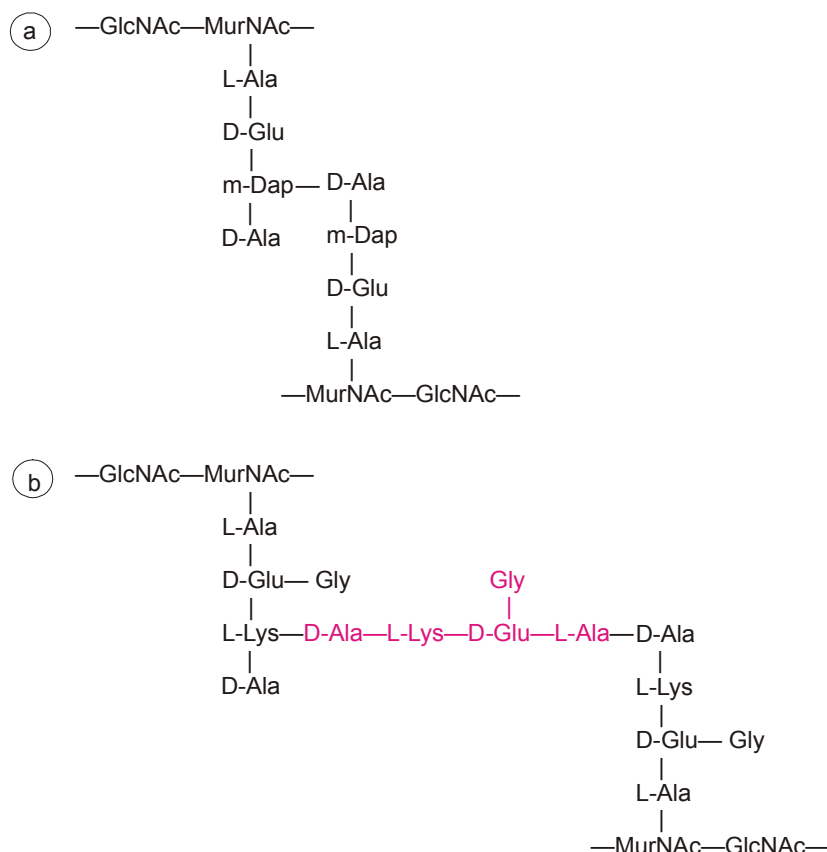 a
—GlcNAc—MurNAc—
L-Ala
D-Glu
m-Dap— D-Ala
D-Ala m-Dap
D-Glu
L-Ala
—MurNAc—GlcNAc—
b
—GlcNAc—MurNAc—
L-Ala
D-Glu— Gly Gly
L-Lys—D-Ala—L-Lys—D-Glu—L-Ala—D-Ala
D-Ala L-Lys
D-Glu— Gly
L-Ala
—MurNAc—GlcNAc—